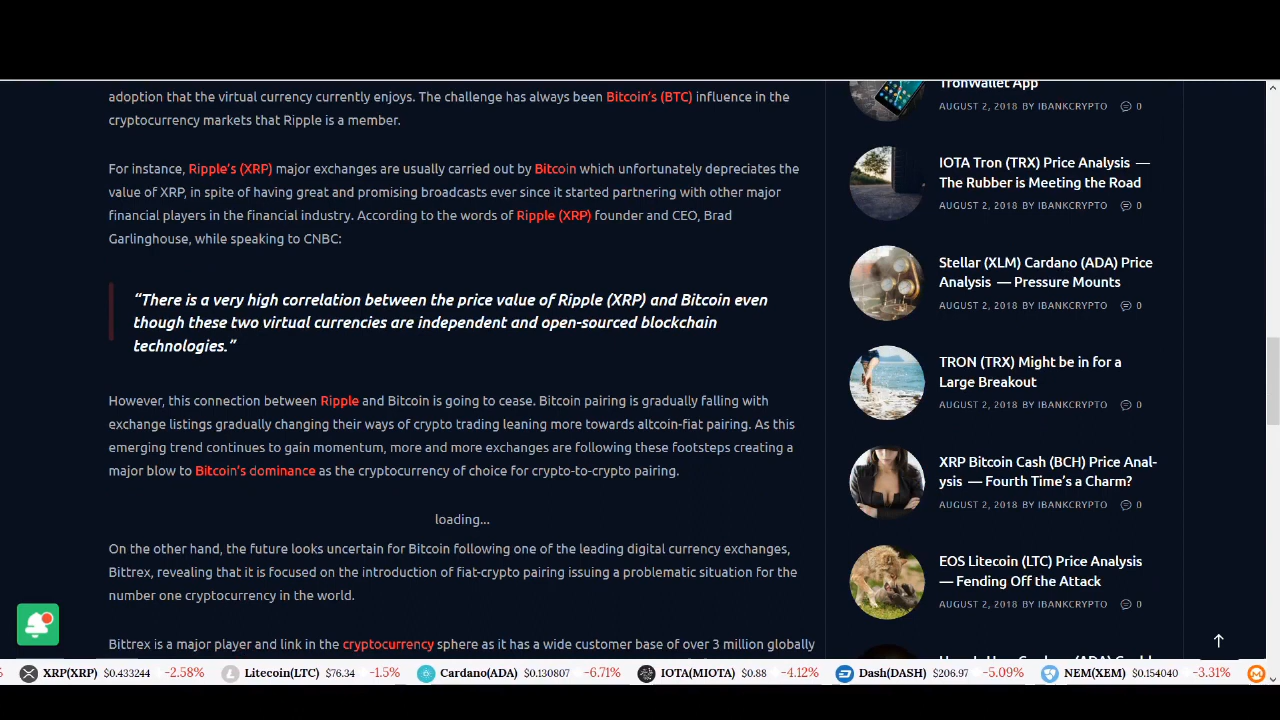 adoption that the virtual currency currently enjoys. The challenge has always been Bitcoin's (BTC) influence in the
cryptocurrency markets that Ripple is a member.
For instance, Ripple's (XRP) major exchanges are usually carried out by Bitcoin which unfortunately depreciates the
value of XRP, in spite of having great and promising broadcasts ever since it started partnering with other major
financial players in the financial industry. According to the words of Ripple (XRP) founder and CEO, Brad
Garlinghouse, while speaking to CNBC:
“There is a very high correlation between the price value of Ripple (XRP) and Bitcoin even
though these two virtual currencies are independent and open-sourced blockchain
technologies.”
However, this connection between Ripple and Bitcoin is going to cease. Bitcoin pairing is gradually falling with
exchange listings gradually changing their ways of crypto trading leaning more towards altcoin-fiat pairing. As this
emerging trend continues to gain momentum, more and more exchanges are following these footsteps creating a
major blow to Bitcoin's dominance as the cryptocurrency of choice for crypto-to-crypto pairing.
loading...
On the other hand, the future looks uncertain for Bitcoin following one of the leading digital currency exchanges,
Bittrex, revealing that it is focused on the introduction of fiat-crypto pairing issuing a problematic situation for the
number one cryptocurrency in the world.
Bittrex is a major player and link in the cryptocurrency sphere as it has a wide customer base of over 3 million globally
TronWallet App
AUGUST 2, 2018 BY IBANKCRYPTO 0
IOTA Tron (TRX) Price Analysis —
The Rubber is Meeting the Road
AUGUST 2, 2018 BY IBANKCRYPTO 0
Stellar (XLM) Cardano (ADA) Price
Analysis — Pressure Mounts
AUGUST 2, 2018 BY IBANKCRYPTO 0
TRON (TRX) Might be in for a
Large Breakout
AUGUST 2, 2018 BY IBANKCRYPTO 0
XRP Bitcoin Cash (BCH) Price Anal-
ysis — Fourth Time's a Charm?
AUGUST 2, 2018 BY IBANKCRYPTO 0
EOS Litecoin (LTC) Price Analysis
— Fending Off the Attack
AUGUST 2, 2018 BY IBANKCRYPTO 0
XRP(XRP) $0.433244 -2.58% Litecoin(LTC) $76.34 -1.5% Cardano(ADA) $0.130807 -6.71% IOTA(MIOTA) $0.88 -4.12% Dash(DASH) $206.97 -5.09% NEM(XEM) $0.154040 -3.31%